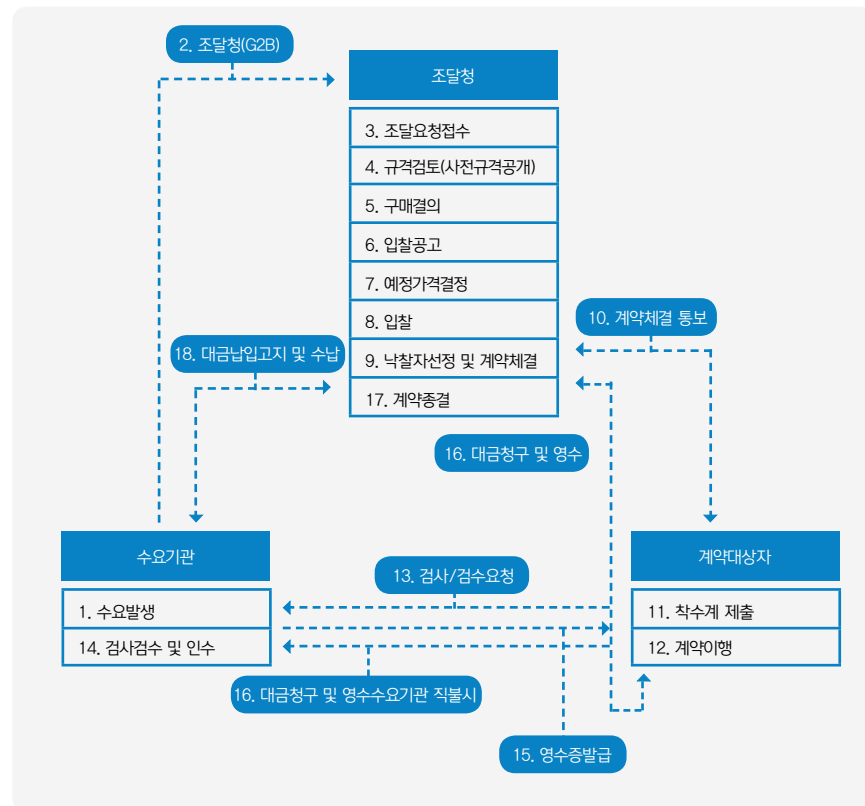 2. 조달청(G2B)
조달청
3. 조달요청접수
4. 규격검토(사전규격공개)
5. 구매결의
6. 입찰공고
7. 예정가격결정
8. 입찰
10. 계약체결 통보
18. 대금납입고지 및 수납
9. 낙찰자선정 및 계약체결
17. 계약종결
16. 대금청구 및 영수
수요기관
계약대상자
13. 검사/검수요청
1. 수요발생
11. 착수계 제출
14. 검사검수 및 인수
12. 계약이행
16. 대금청구 및 영수수요기관 직불시
15. 영수증발급